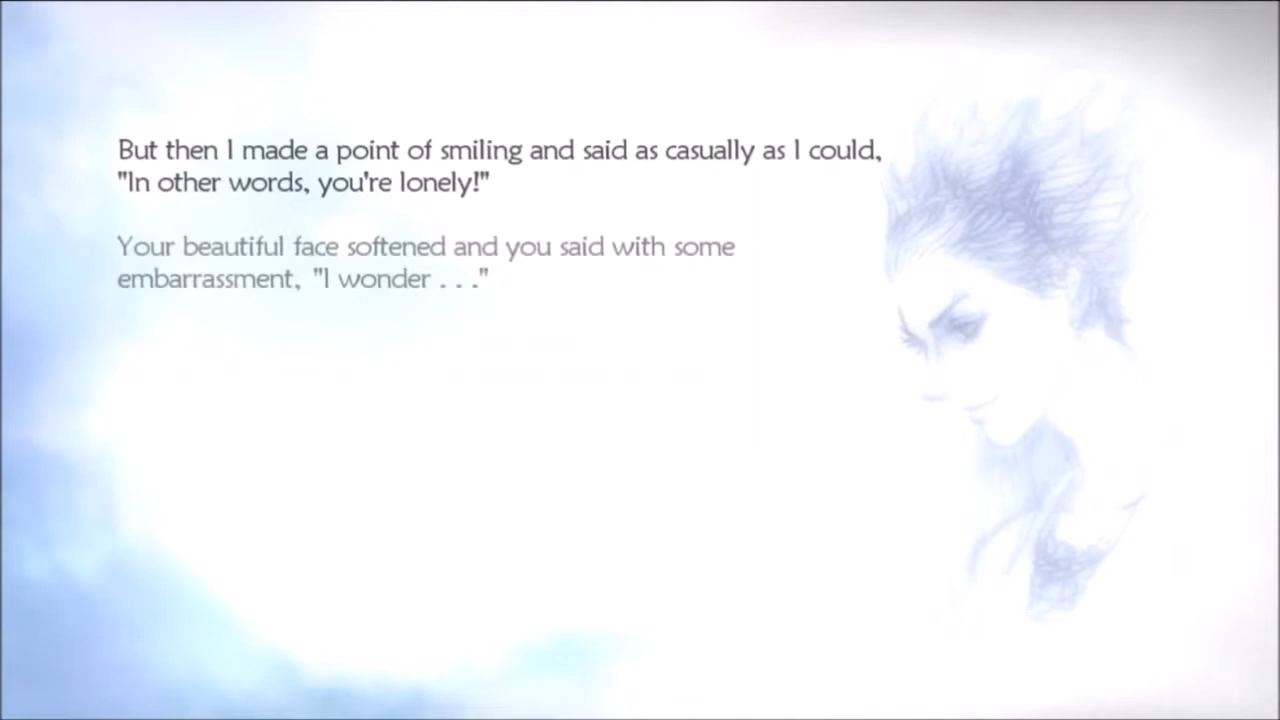 But then I made a point of smiling and said as casually as I could,
"In other words, you're lonely!"
Your beautiful face softened and you said with some
embarrassment, "I wonder . . ."